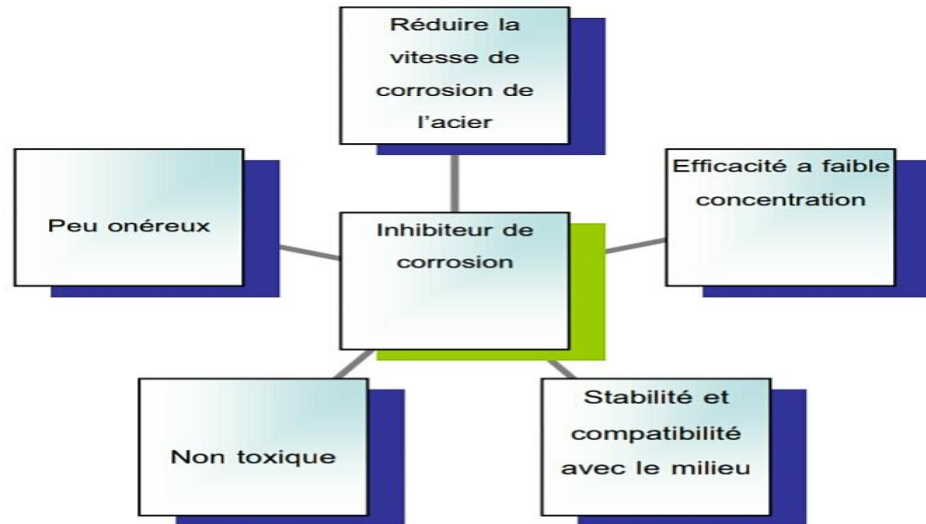 Réduire la
vitesse de
corrosion de
l'acier
Peu onéreux
Inhibiteur de
corrosion
Efficacité a faible
concentration
Non toxique
Stabilité et
compatibilité
avec le milieu